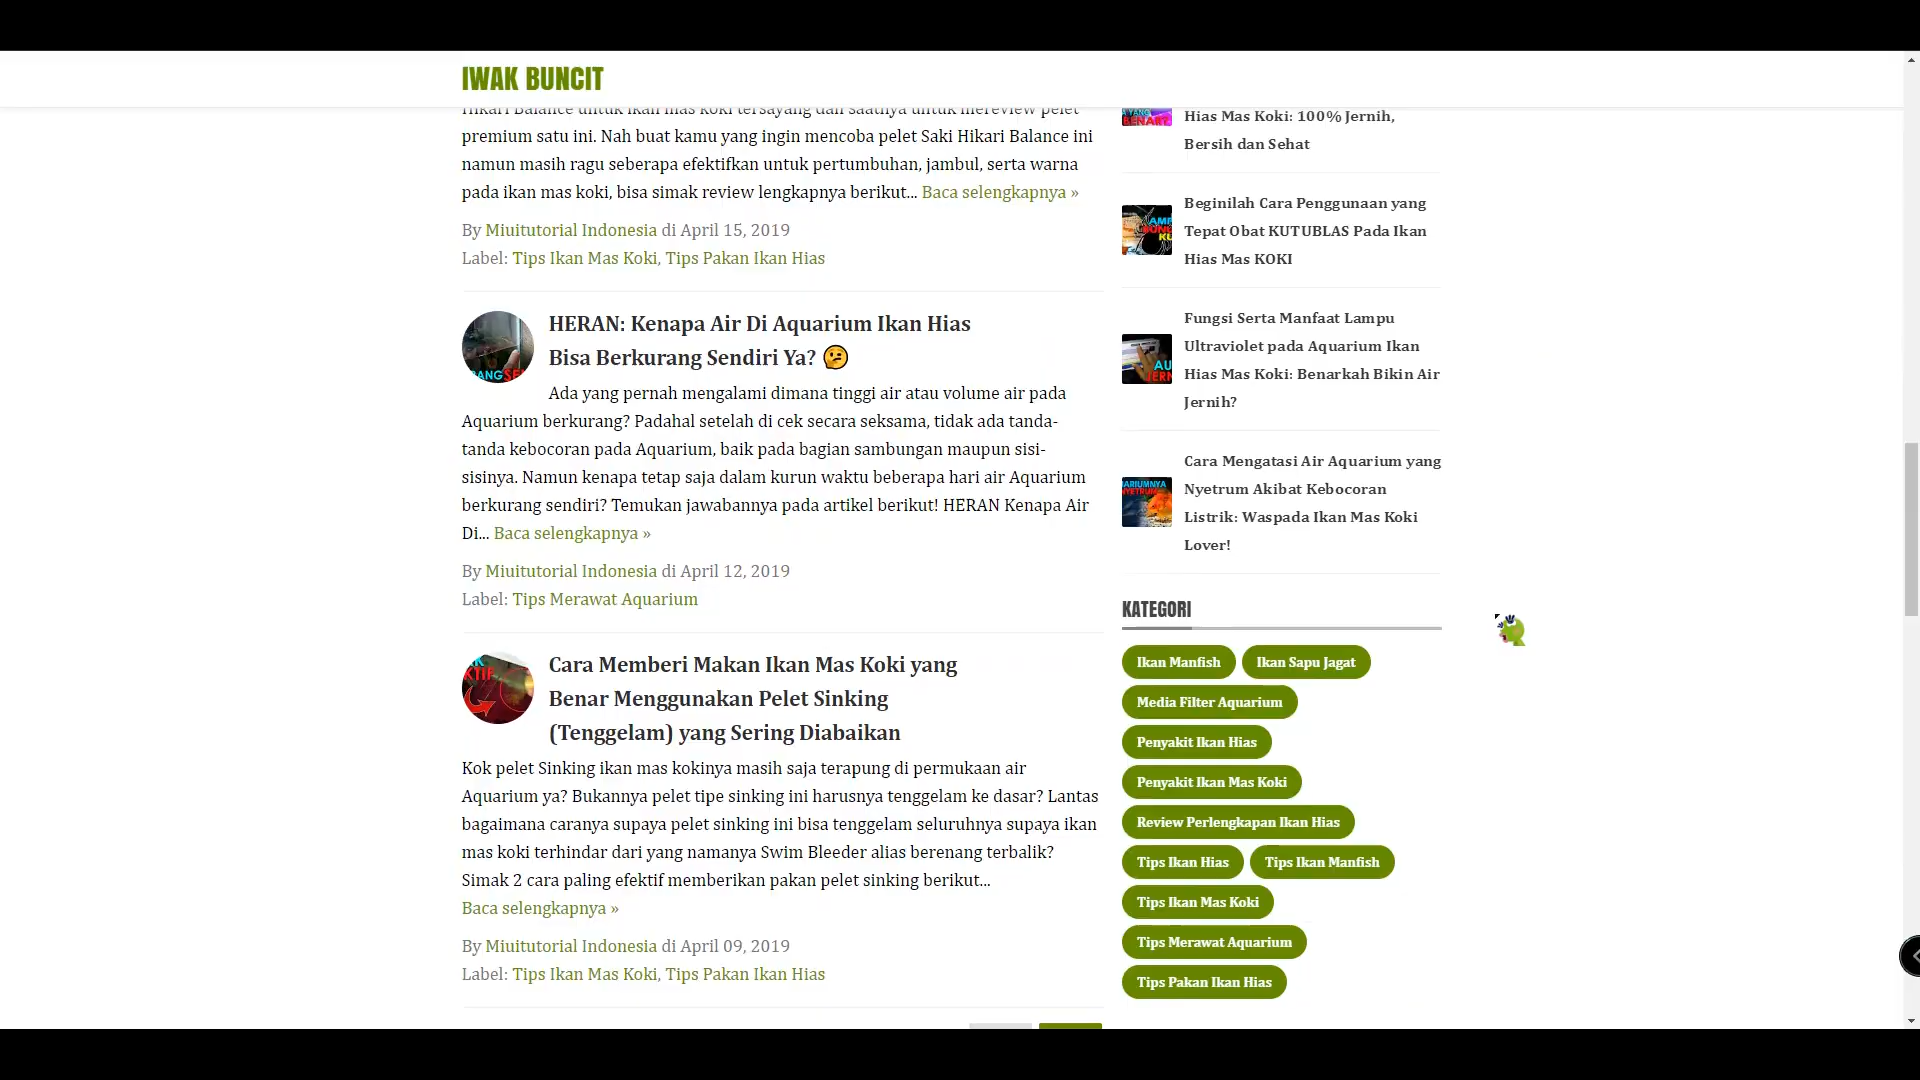 IWAK BUNCIT
Hikari Balance untuk ikan mas koki tersayang dan saatnya untuk mereview pelet
premium satu ini. Nah buat kamu yang ingin mencoba pelet Saki Hikari Balance ini
namun masih ragu seberapa efektifkan untuk pertumbuhan, jambul, serta warna
pada ikan mas koki, bisa simak review lengkapnya berikut... Baca selengkapnya »
By Miuitutorial Indonesia di April 15, 2019
Label: Tips Ikan Mas Koki, Tips Pakan Ikan Hias
HERAN: Kenapa Air Di Aquarium Ikan Hias
Bisa Berkurang Sendiri Ya? 🤔
Ada yang pernah mengalami dimana tinggi air atau volume air pada
Aquarium berkurang? Padahal setelah di cek secara seksama, tidak ada tanda-
tanda kebocoran pada Aquarium, baik pada bagian sambungan maupun sisi-
sisinya. Namun kenapa tetap saja dalam kurun waktu beberapa hari air Aquarium
berkurang sendiri? Temukan jawabannya pada artikel berikut! HERAN Kenapa Air
Di... Baca selengkapnya »
By Miuitutorial Indonesia di April 12, 2019
Label: Tips Merawat Aquarium
Cara Memberi Makan Ikan Mas Koki yang
Benar Menggunakan Pelet Sinking
(Tenggelam) yang Sering Diabaikan
Kok pelet Sinking ikan mas kokinya masih saja terapung di permukaan air
Aquarium ya? Bukannya pelet tipe sinking ini harusnya tenggelam ke dasar? Lantas
bagaimana caranya supaya pelet sinking ini bisa tenggelam seluruhnya supaya ikan
mas koki terhindar dari yang namanya Swim Bleeder alias berenang terbalik?
Simak 2 cara paling efektif memberikan pakan pelet sinking berikut...
Baca selengkapnya »
By Miuitutorial Indonesia di April 09, 2019
Label: Tips Ikan Mas Koki, Tips Pakan Ikan Hias
Hias Mas Koki: 100% Jernih,
Bersih dan Sehat
Beginilah Cara Penggunaan yang
Tepat Obat KUTUBLAS Pada Ikan
Hias Mas KOKI
Fungsi Serta Manfaat Lampu
Ultraviolet pada Aquarium Ikan
Hias Mas Koki: Benarkah Bikin Air
Jernih?
Cara Mengatasi Air Aquarium yang
Nyetrum Akibat Kebocoran
Listrik: Waspada Ikan Mas Koki
Lover!
KATEGORI
Ikan Manfish Ikan Sapu Jagat
Media Filter Aquarium
Penyakit Ikan Hias
Penyakit Ikan Mas Koki
Review Perlengkapan Ikan Hias
Tips Ikan Hias Tips Ikan Manfish
Tips Ikan Mas Koki
Tips Merawat Aquarium
Tips Pakan Ikan Hias